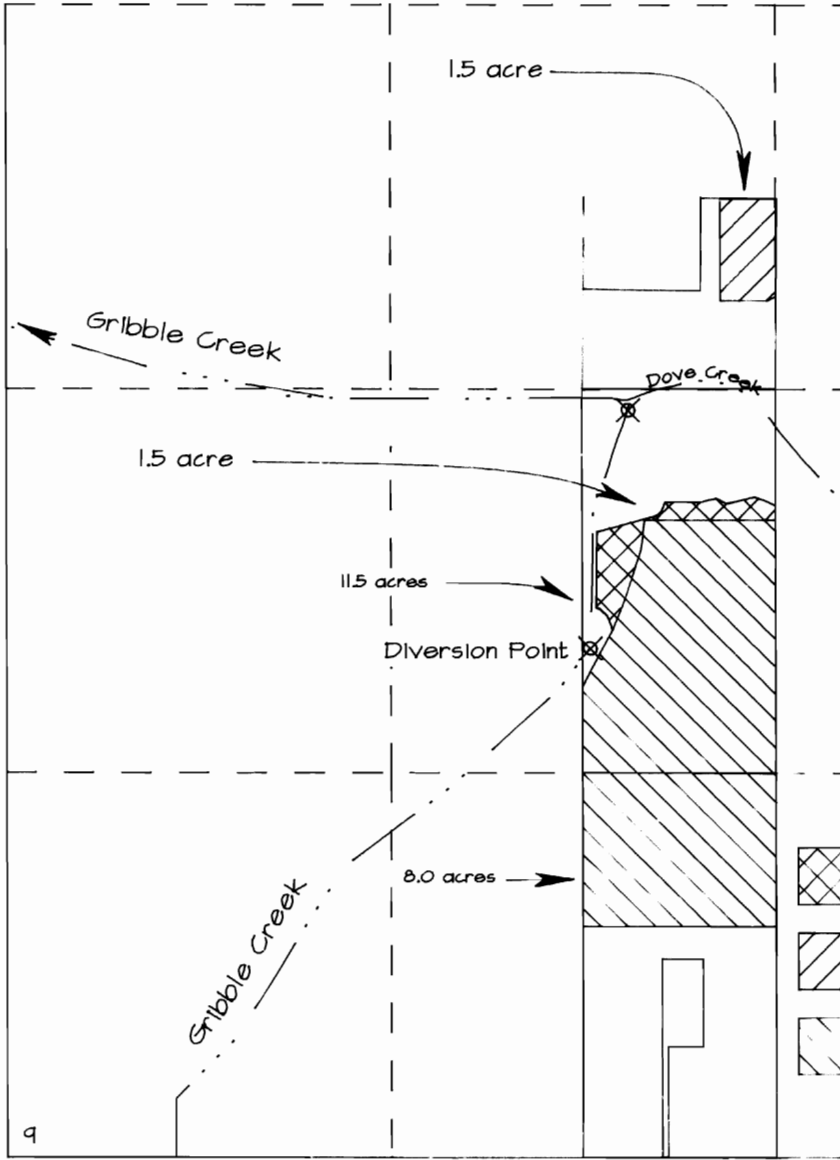 1.5 acre
Gribble Creek
Dove Creek
1.5 acre
11.5 acres
Diversion Point
8.0 acres
Gribble Creek
9